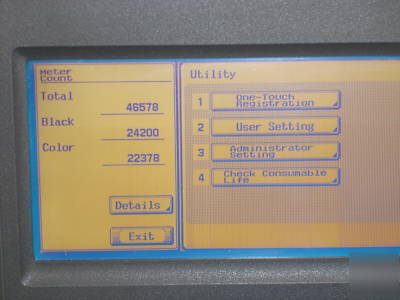 Meter
Count
Total
46578
Black
24200
Color
22378
Details
Exit
Utility
1 One-Touch
Registration
2 User Setting
3 Administrator
Setting
4 Check Consumable
Life